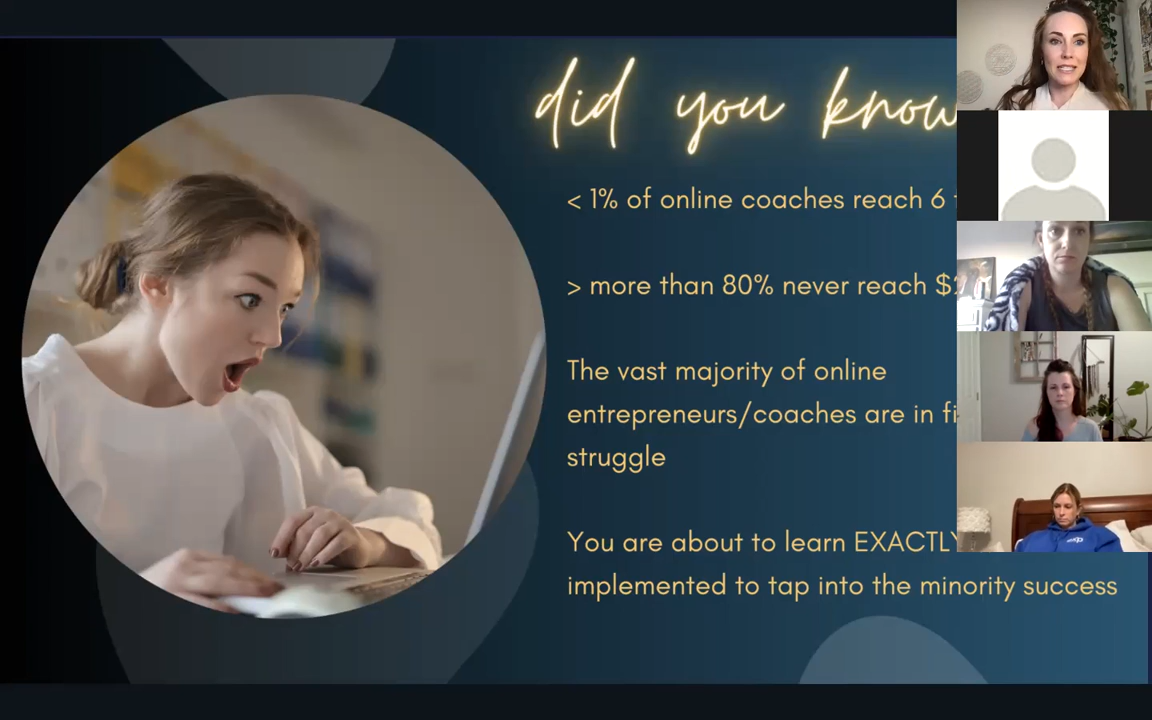 did you know
< 1% of online coaches reach 6
> more than 80% never reach $
The vast majority of online
entrepreneurs/coaches are in
struggle
You are about to learn EXACTLY
implemented to tap into the minority success
exp